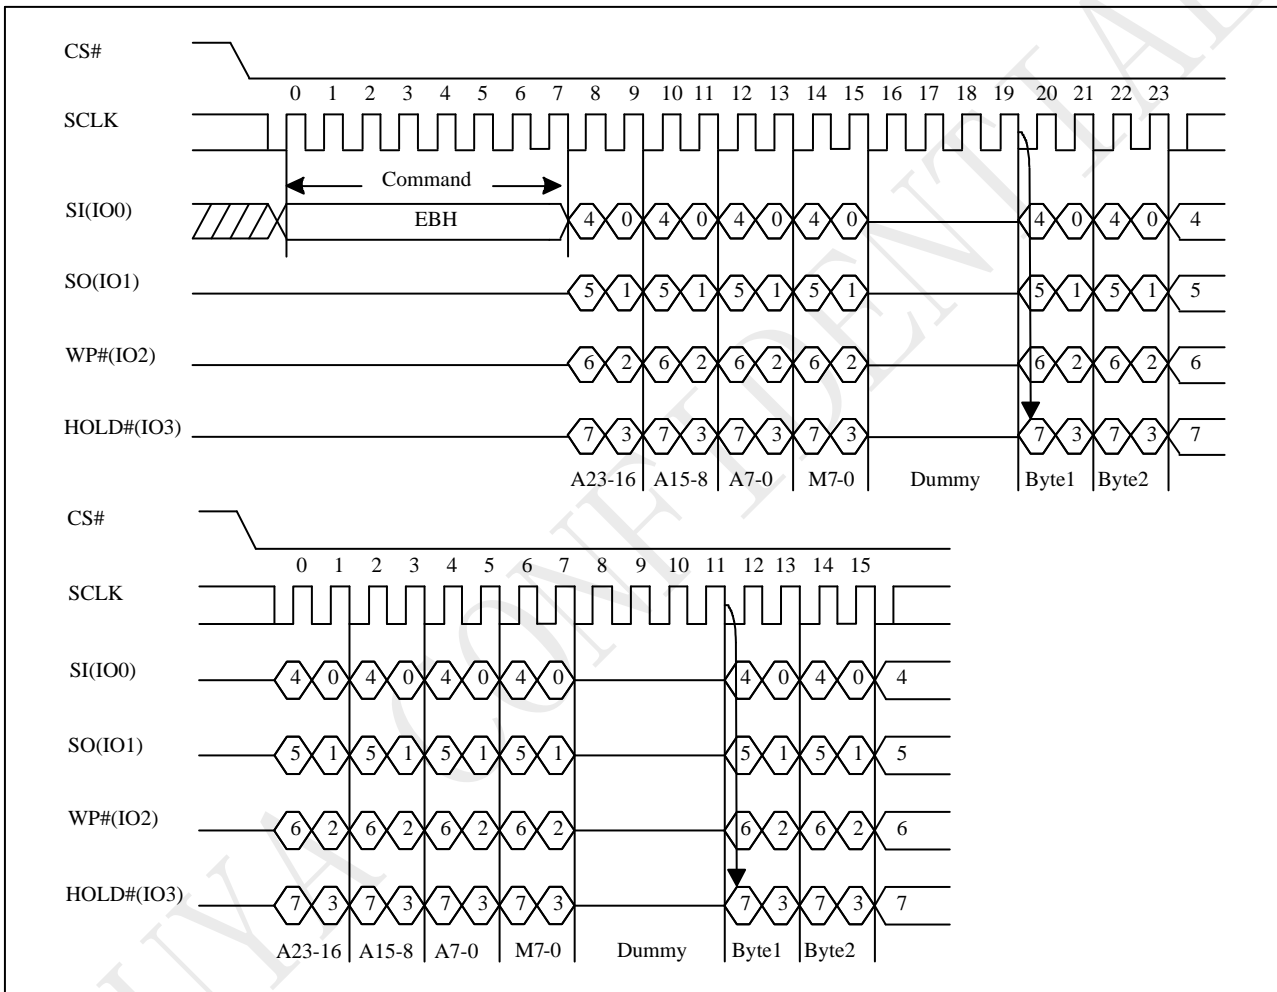 CS#
0 1 2 3 4 5 6 7 8 9 10 11 12 13 14 15 16 17 18 19 20 21 22 23
SCLK
Command
SI(IO0) EBH 4 0 4 0 4 0 4 0 4 0 4 0 4
SO(IO1) 5 1 5 1 5 1 5 1 5 1 5 1 5
WP#(IO2) 6 2 6 2 6 2 6 2 6 2 6 2 6
HOLD#(IO3) 7 3 7 3 7 3 7 3 7 3 7 3 7
A23-16 A15-8 A7-0 M7-0 Dummy Byte1 Byte2
CS#
0 1 2 3 4 5 6 7 8 9 10 11 12 13 14 15
SCLK
SI(IO0) 4 0 4 0 4 0 4 0 4 0 4 0 4
SO(IO1) 5 1 5 1 5 1 5 1 5 1 5 1 5
WP#(IO2) 6 2 6 2 6 2 6 2 6 2 6 2 6
HOLD#(IO3) 7 3 7 3 7 3 7 3 7 3 7 3 7
A23-16 A15-8 A7-0 M7-0 Dummy Byte1 Byte2
UYA CONFIDENTIAL